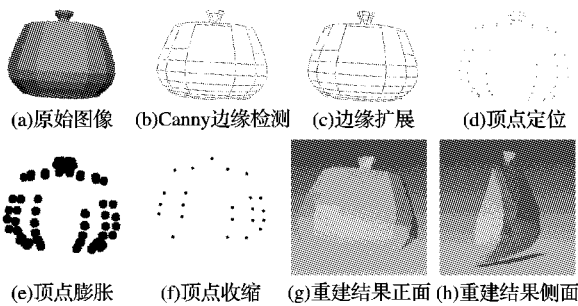 (a)原始图像 (b)Canny边缘检测 (c)边缘扩展 (d)顶点定位
(e)顶点膨胀 (f)顶点收缩 (g)重建结果正面 (h)重建结果侧面